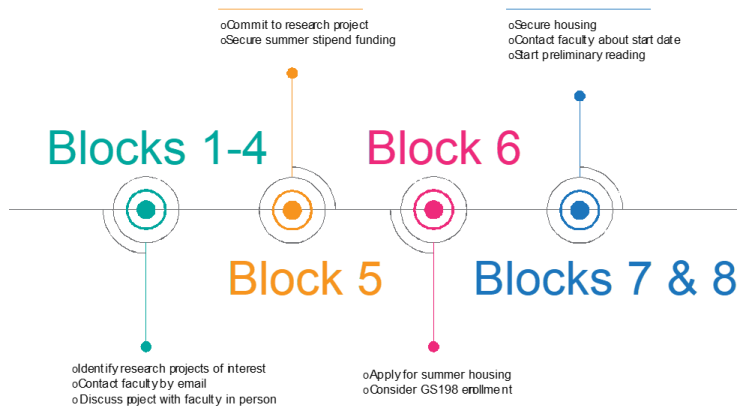 oCommit to research project
oSecure summer stipend funding
oSecure housing
oContact faculty about start date
oStart preliminary reading
Blocks 1-4
Block 6
Block 5
Blocks 7 & 8
oIdentify research projects of interest
oContact faculty by email
oDiscuss poject with faculty in person
oApply for summer housing
oConsider GS198 enrollment